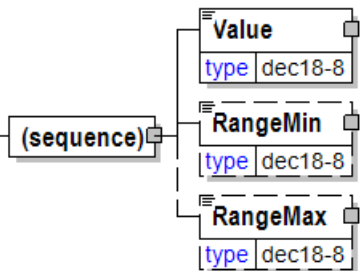 Value
type dec18-8
(sequence)
RangeMin
type dec18-8
RangeMax
type dec18-8